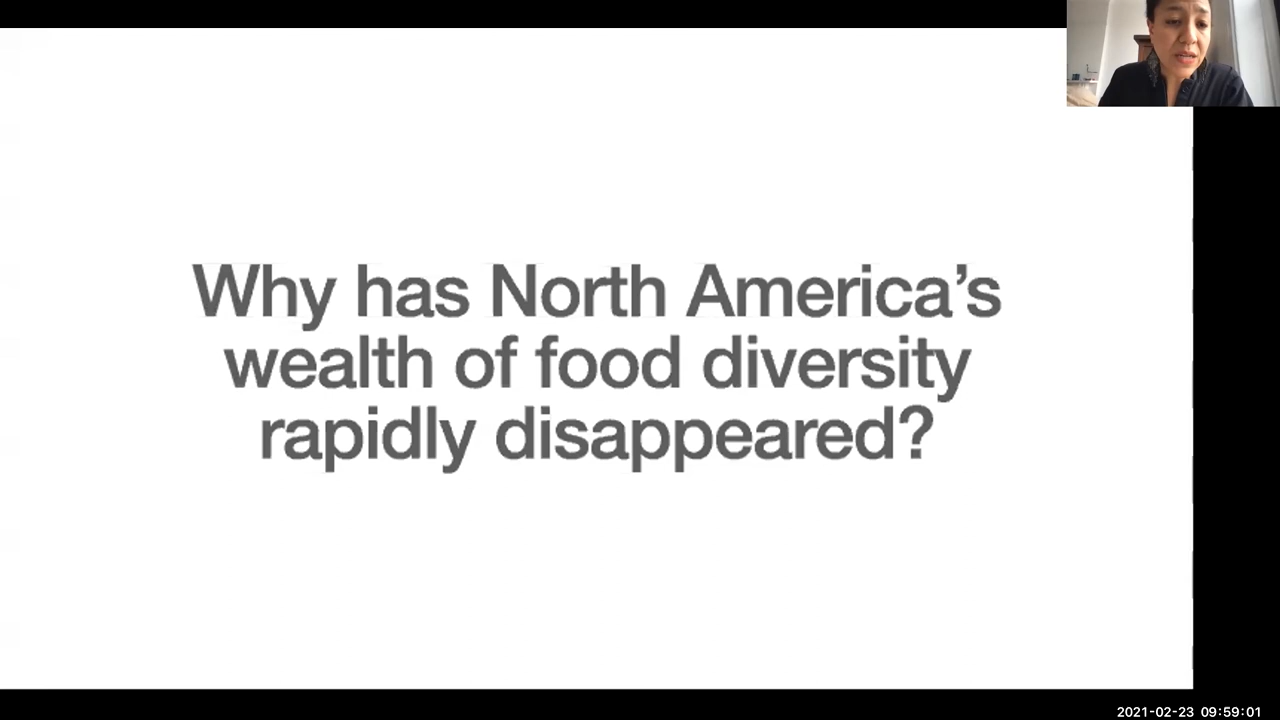 Why has North America’s
wealth of food diversity
rapidly disappeared?
2021-02-23 09:59:01